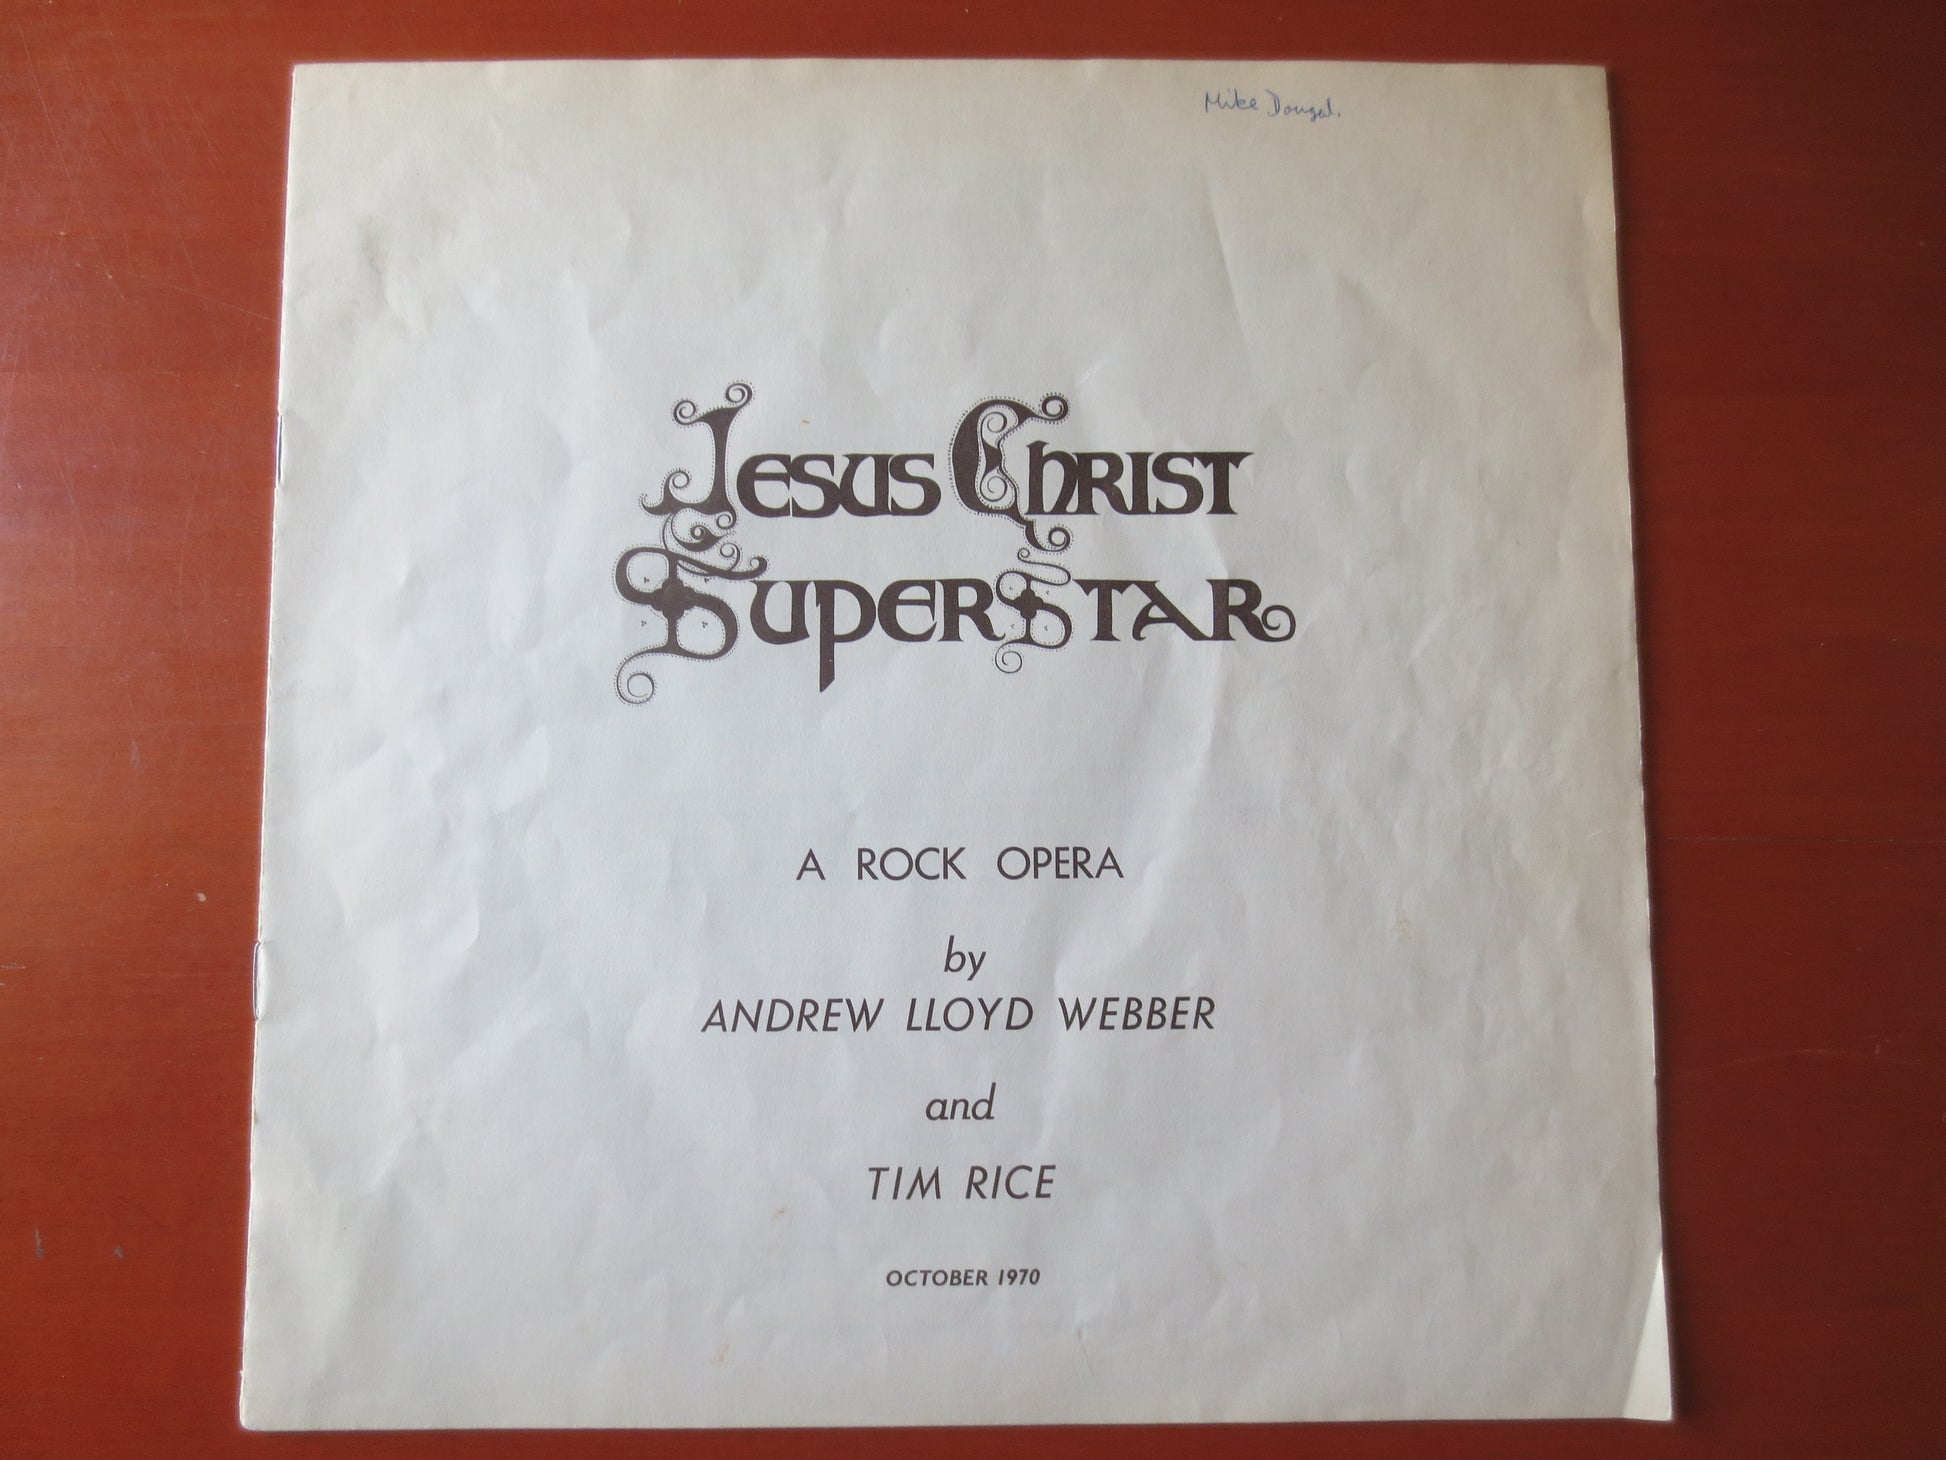 Mike Dougal.
Jesus Christ
SuperStar
A ROCK OPERA
by
ANDREW LLOYD WEBBER
and
TIM RICE
OCTOBER 1970